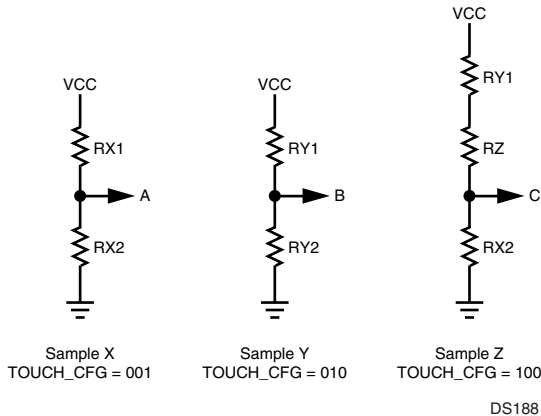 VCC
RY1
RZ
C
RX2
VCC
RX1
A
RX2
VCC
RY1
B
RY2
Sample X
TOUCH_CFG = 001
Sample Y
TOUCH_CFG = 010
Sample Z
TOUCH_CFG = 100
DS188